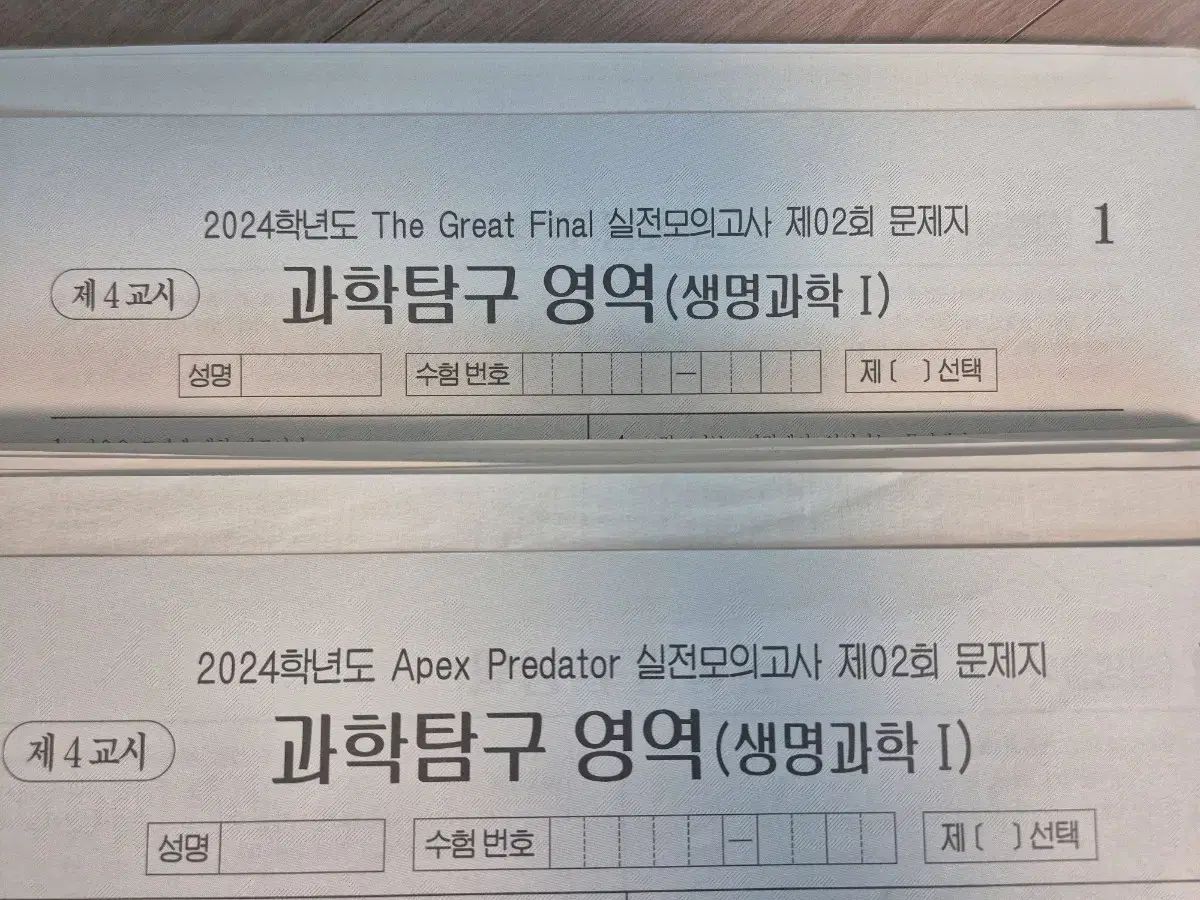 2024학년도 The Great Final 실전모의고사 제02회 문제지
1
제4교시
과학탐구 영역(생명과학 I)
성명
수험 번호 —
제 [ ] 선택
2024학년도 Apex Predator 실전모의고사 제02회 문제지
제4교시
과학탐구 영역(생명과학 I)
성명
수험 번호 —
제 [ ] 선택